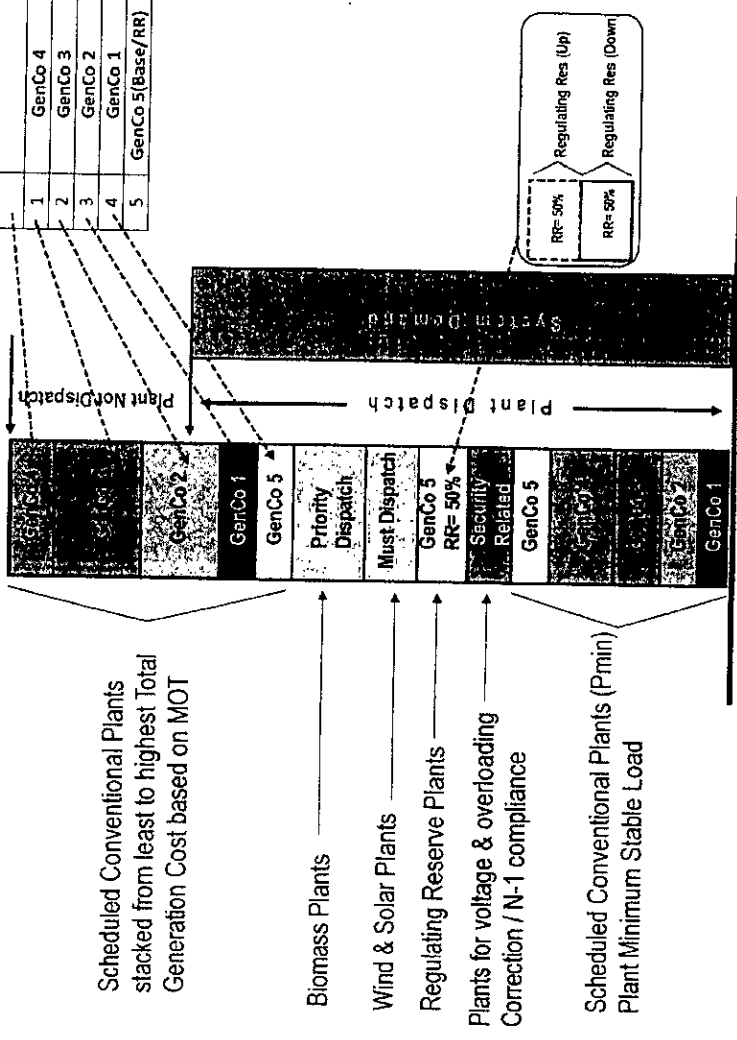 1 GenCo 4
2 GenCo 3
3 GenCo 2
4 GenCo 1
5 GenCo 5(Base/RR)
Plant Not Dispatch
Plant Dispatch
System Demand
GenCo 2
GenCo 1
GenCo 5
Priority
Dispatch
Must Dispatch
GenCo 5
RR= 50%
Security
Related
GenCo 5
GenCo 2
GenCo 1
Scheduled Conventional Plants
stacked from least to highest Total
Generation Cost based on MOT
Biomass Plants
Wind & Solar Plants
Regulating Reserve Plants
Plants for voltage & overloading
Correction / N-1 compliance
Scheduled Conventional Plants (Pmin)
Plant Minimum Stable Load
RR= 50%
Regulating Res (Up)
RR= 50%
Regulating Res (Down)